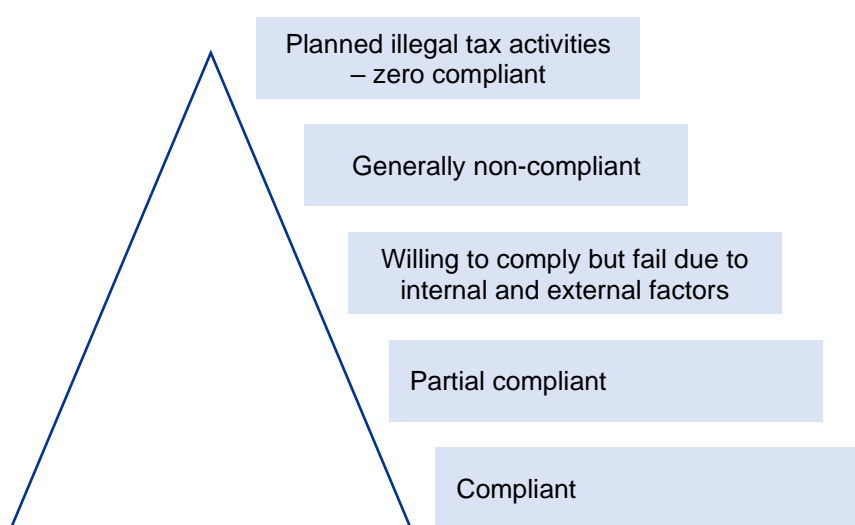 Planned illegal tax activities
– zero compliant
Generally non-compliant
Willing to comply but fail due to
internal and external factors
Partial compliant
Compliant